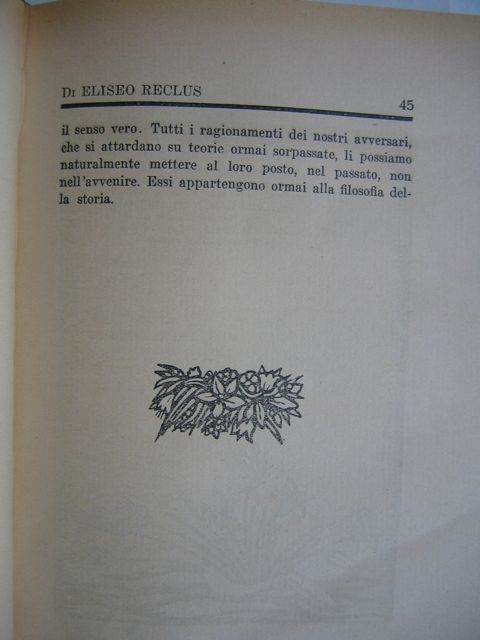 DI ELISEO RECLUS
45
il senso vero. Tutti i ragionamenti dei nostri avversari,
che si attardano su teorie ormai sorpassate, li possiamo
naturalmente mettere al loro posto, nel passato, non
nell'avvenire. Essi appartengono ormai alla filosofia del-
la storia.